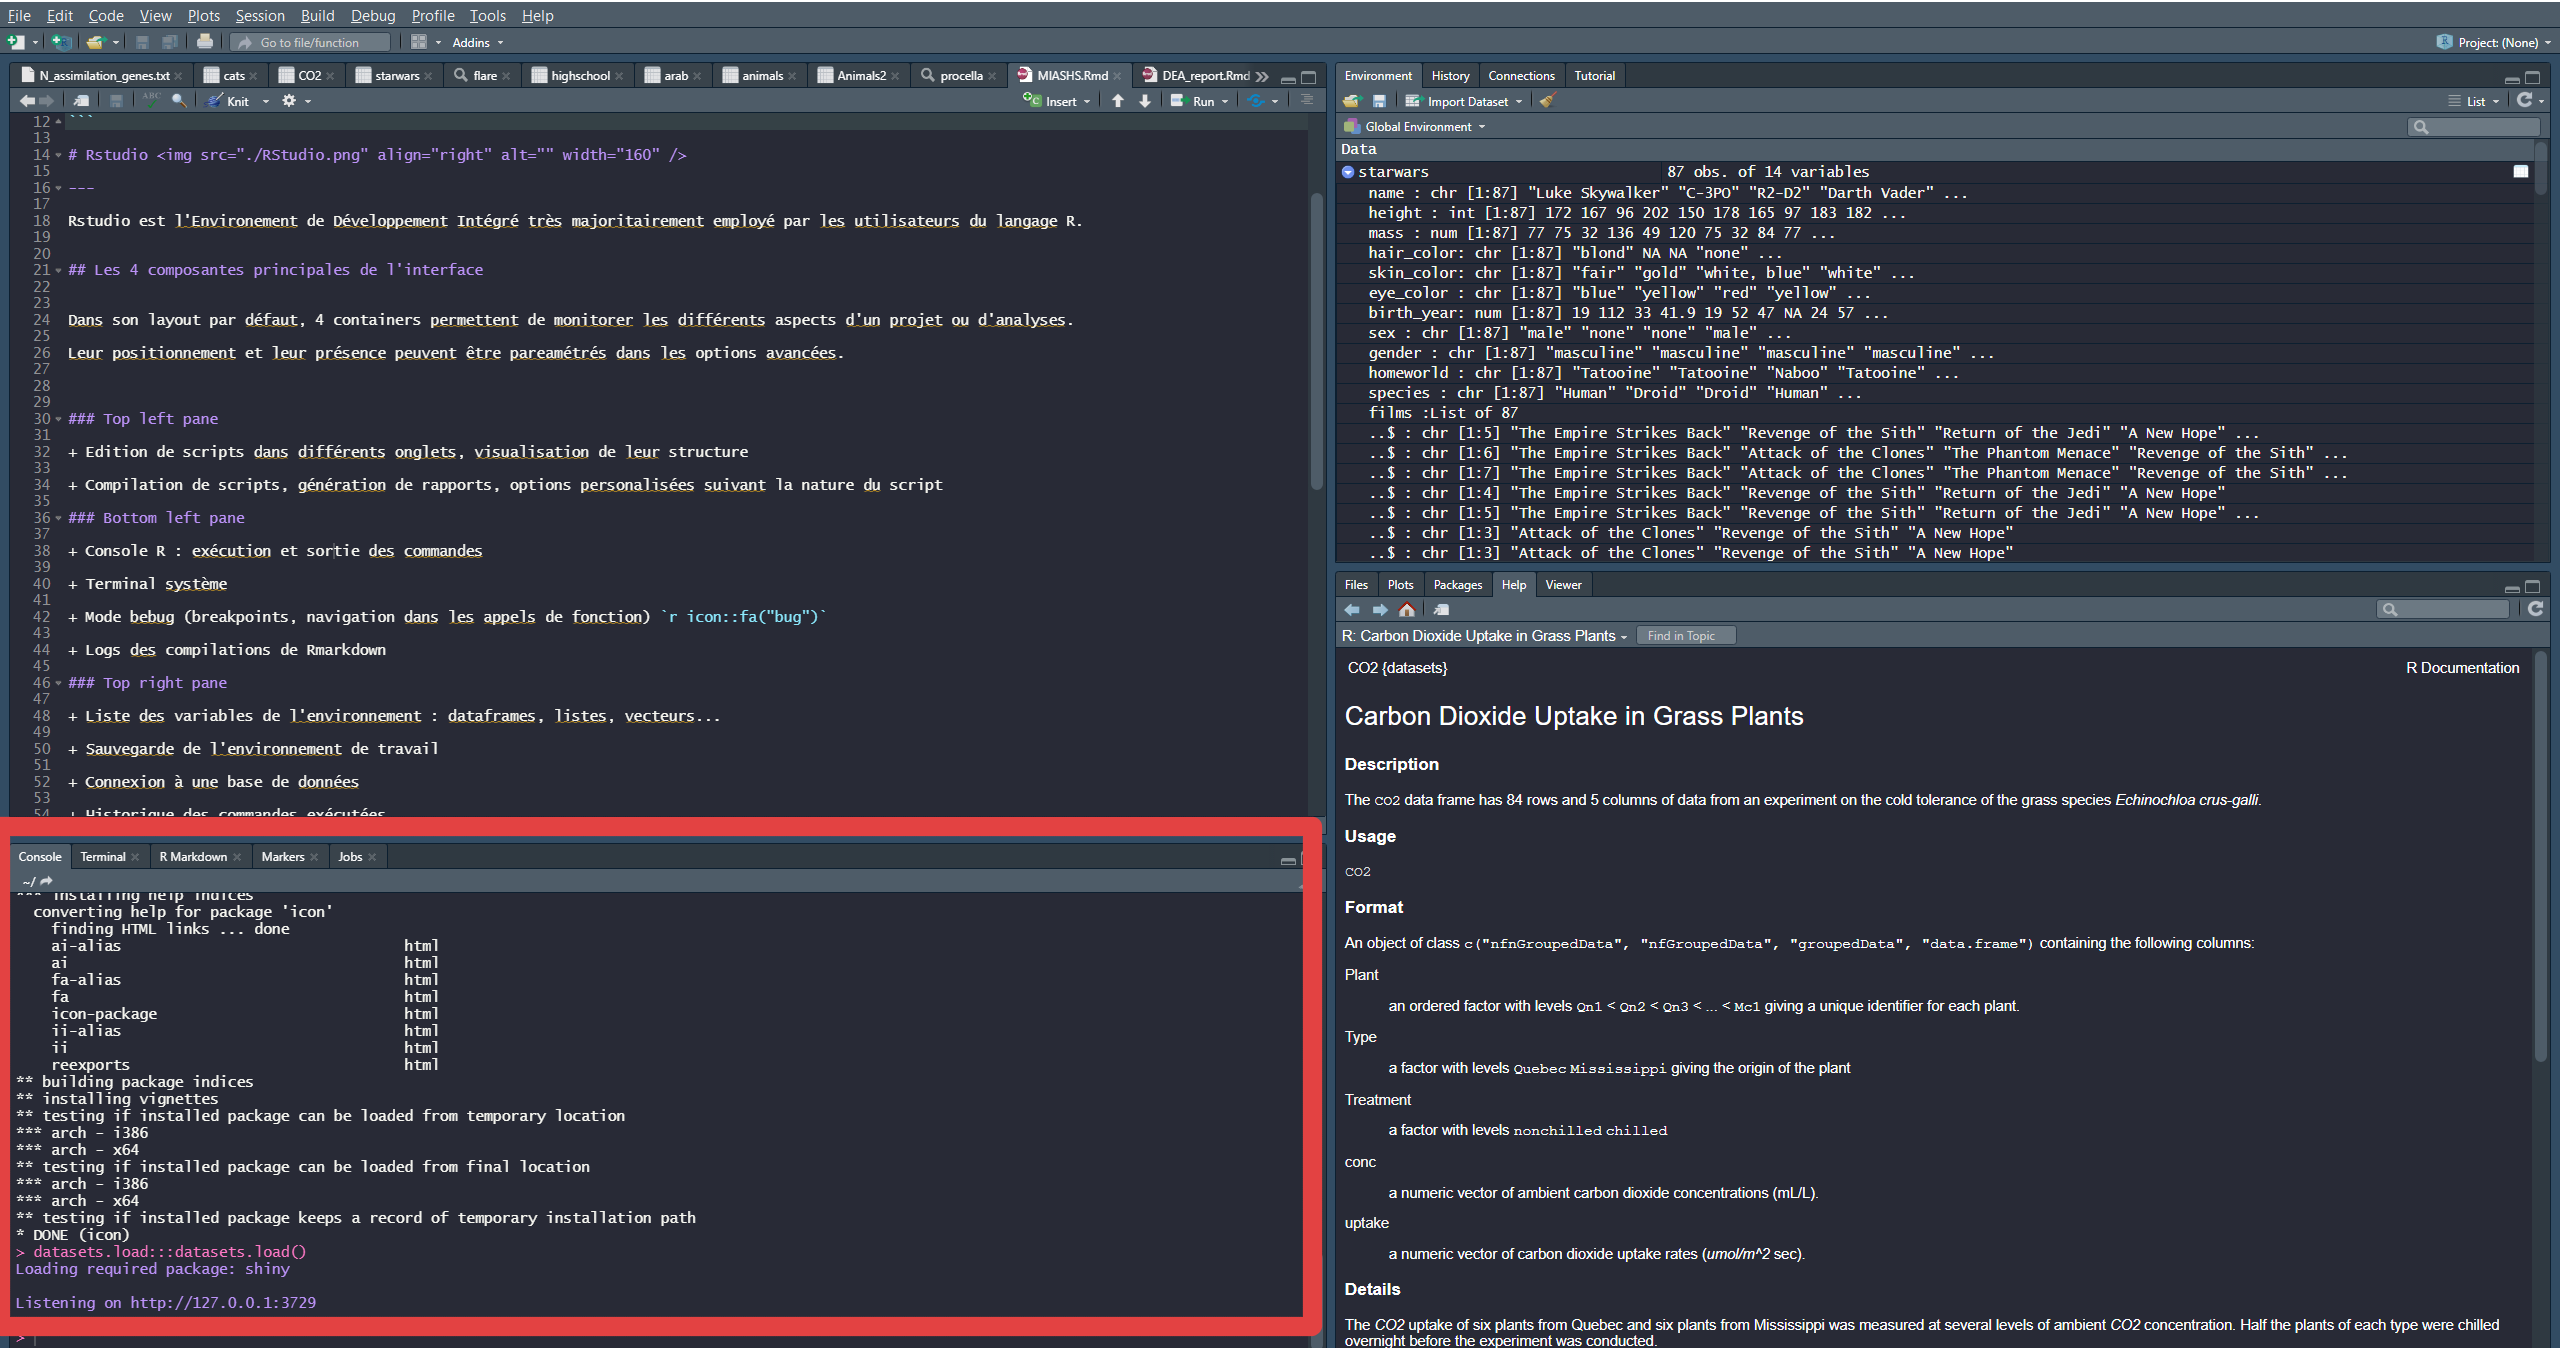 File Edit Code View Plots Session Build Debug Profile Tools Help
Go to file/function Addins Project: (None)
N_assimilation_genes.txt cats CO2 starwars flare highschool arab animals Animals2 procella MIASHS.Rmd DEA_report.Rmd
ABC Knit Insert Run
12 ```
13
14 # Rstudio <img src="./RStudio.png" align="right" alt="" width="160" />
15
16 ---
17
18 Rstudio est l'Environement de Développement Intégré très majoritairement employé par les utilisateurs du langage R.
19
20
21 ## Les 4 composantes principales de l'interface
22
23
24 Dans son layout par défaut, 4 containers permettent de monitorer les différents aspects d'un projet ou d'analyses.
25
26 Leur positionnement et leur présence peuvent être pareamétrés dans les options avancées.
27
28
29
30 ### Top left pane
31
32 + Edition de scripts dans différents onglets, visualisation de leur structure
33
34 + Compilation de scripts, génération de rapports, options personalisées suivant la nature du script
35
36 ### Bottom left pane
37
38 + Console R : exécution et sortie des commandes
39
40 + Terminal système
41
42 + Mode bebug (breakpoints, navigation dans les appels de fonction) `r icon::fa("bug")`
43
44 + Logs des compilations de Rmarkdown
45
46 ### Top right pane
47
48 + Liste des variables de l'environnement : dataframes, listes, vecteurs...
49
50 + Sauvegarde de l'environnement de travail
51
52 + Connexion à une base de données
53
54 + Historique des commandes exécutées
Console Terminal R Markdown Markers Jobs
~/
*** installing help indices
converting help for package 'icon'
finding HTML links ... done
ai-alias html
ai html
fa-alias html
fa html
icon-package html
ii-alias html
ii html
reexports html
** building package indices
** installing vignettes
** testing if installed package can be loaded from temporary location
*** arch - i386
*** arch - x64
** testing if installed package can be loaded from final location
*** arch - i386
*** arch - x64
** testing if installed package keeps a record of temporary installation path
* DONE (icon)
> datasets.load:::datasets.load()
Loading required package: shiny
Listening on http://127.0.0.1:3729
>
Environment History Connections Tutorial
Import Dataset List
Global Environment
Data
starwars 87 obs. of 14 variables
name : chr [1:87] "Luke Skywalker" "C-3PO" "R2-D2" "Darth Vader" ...
height : int [1:87] 172 167 96 202 150 178 165 97 183 182 ...
mass : num [1:87] 77 75 32 136 49 120 75 32 84 77 ...
hair_color: chr [1:87] "blond" NA NA "none" ...
skin_color: chr [1:87] "fair" "gold" "white, blue" "white" ...
eye_color : chr [1:87] "blue" "yellow" "red" "yellow" ...
birth_year: num [1:87] 19 112 33 41.9 19 52 47 NA 24 57 ...
sex : chr [1:87] "male" "none" "none" "male" ...
gender : chr [1:87] "masculine" "masculine" "masculine" "masculine" ...
homeworld : chr [1:87] "Tatooine" "Tatooine" "Naboo" "Tatooine" ...
species : chr [1:87] "Human" "Droid" "Droid" "Human" ...
films :List of 87
..$ : chr [1:5] "The Empire Strikes Back" "Revenge of the Sith" "Return of the Jedi" "A New Hope" ...
..$ : chr [1:6] "The Empire Strikes Back" "Attack of the Clones" "The Phantom Menace" "Revenge of the Sith" ...
..$ : chr [1:7] "The Empire Strikes Back" "Attack of the Clones" "The Phantom Menace" "Revenge of the Sith" ...
..$ : chr [1:4] "The Empire Strikes Back" "Revenge of the Sith" "Return of the Jedi" "A New Hope"
..$ : chr [1:5] "The Empire Strikes Back" "Revenge of the Sith" "Return of the Jedi" "A New Hope" ...
..$ : chr [1:3] "Attack of the Clones" "Revenge of the Sith" "A New Hope"
..$ : chr [1:3] "Attack of the Clones" "Revenge of the Sith" "A New Hope"
Files Plots Packages Help Viewer
R: Carbon Dioxide Uptake in Grass Plants Find in Topic
CO2 {datasets} R Documentation
Carbon Dioxide Uptake in Grass Plants
Description
The CO2 data frame has 84 rows and 5 columns of data from an experiment on the cold tolerance of the grass species Echinochloa crus-galli.
Usage
CO2
Format
An object of class c("nfnGroupedData", "nfGroupedData", "groupedData", "data.frame") containing the following columns:
Plant
an ordered factor with levels Qn1 < Qn2 < Qn3 < ... < Mc1 giving a unique identifier for each plant.
Type
a factor with levels Quebec Mississippi giving the origin of the plant
Treatment
a factor with levels nonchilled chilled
conc
a numeric vector of ambient carbon dioxide concentrations (mL/L).
uptake
a numeric vector of carbon dioxide uptake rates (umol/m^2 sec).
Details
The CO2 uptake of six plants from Quebec and six plants from Mississippi was measured at several levels of ambient CO2 concentration. Half the plants of each type were chilled
overnight before the experiment was conducted.